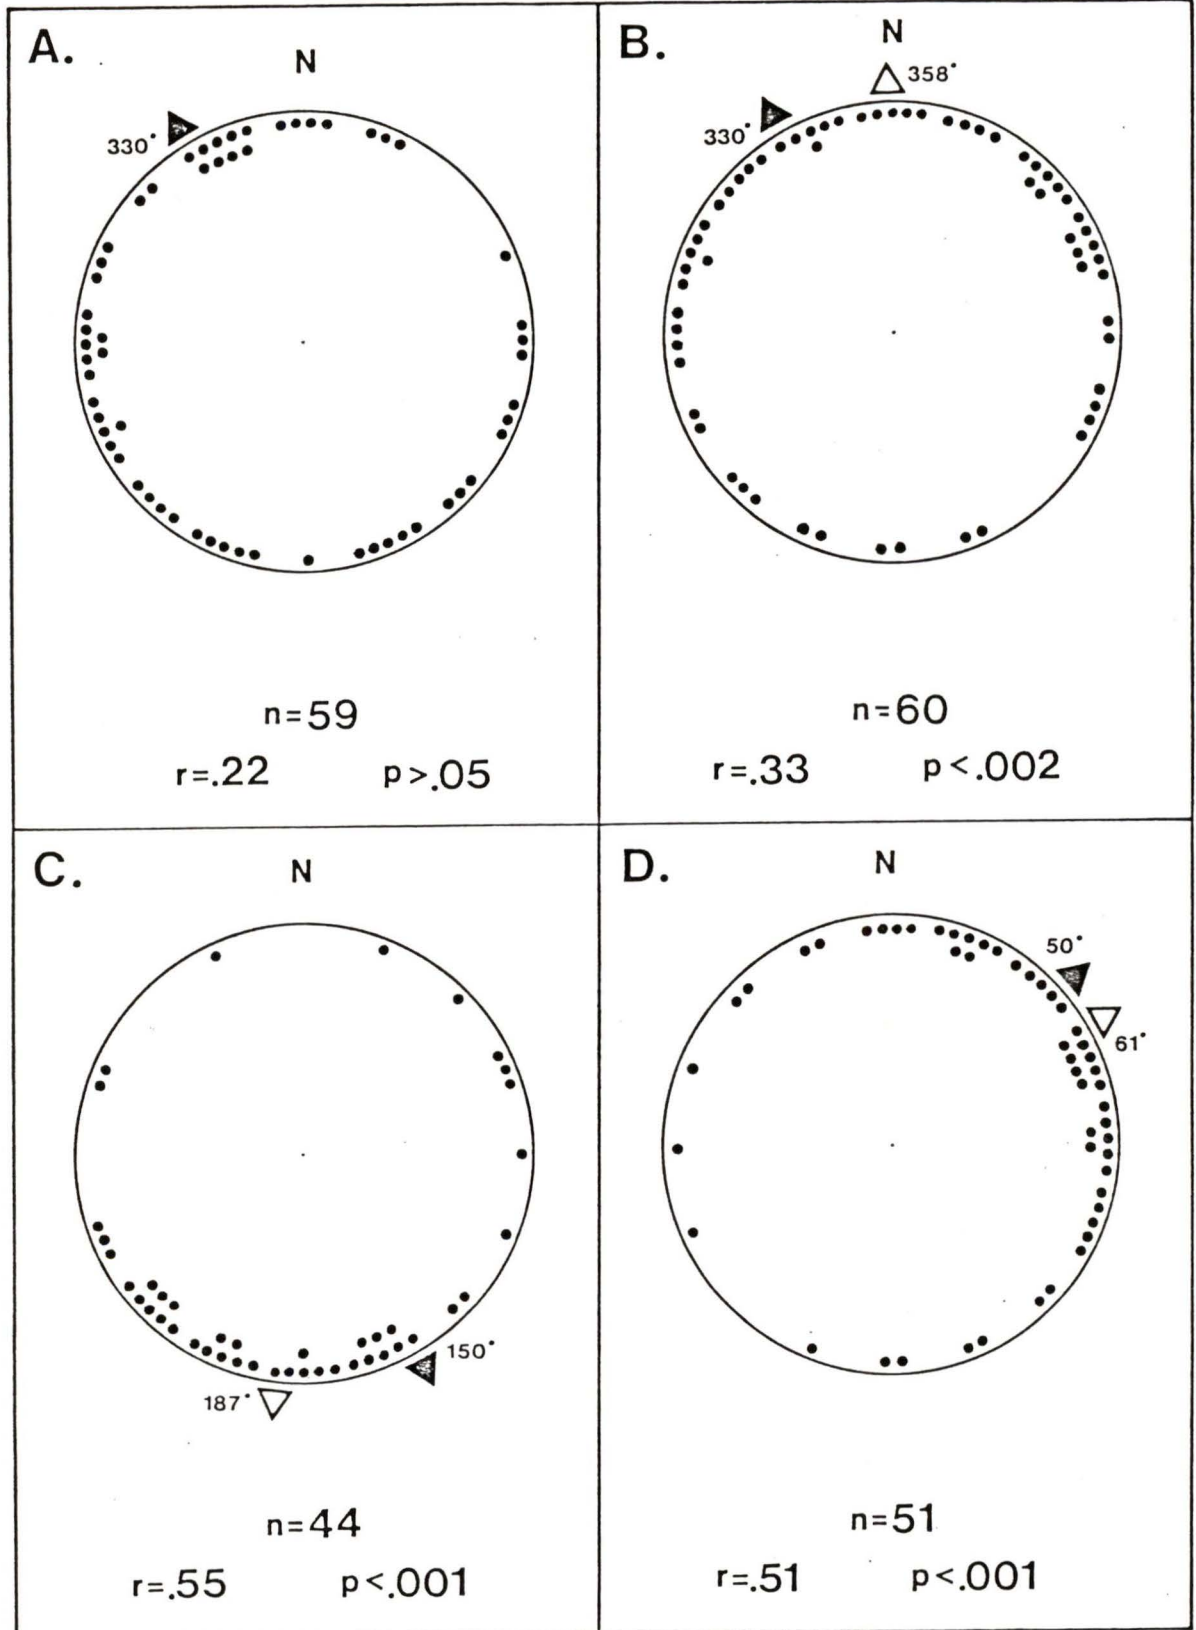 A.
N
330°
n=59
r=.22 p>.05
B.
N
358°
330°
n=60
r=.33 p<.002
C.
N
150°
187°
n=44
r=.55 p<.001
D.
N
50°
61°
n=51
r=.51 p<.001